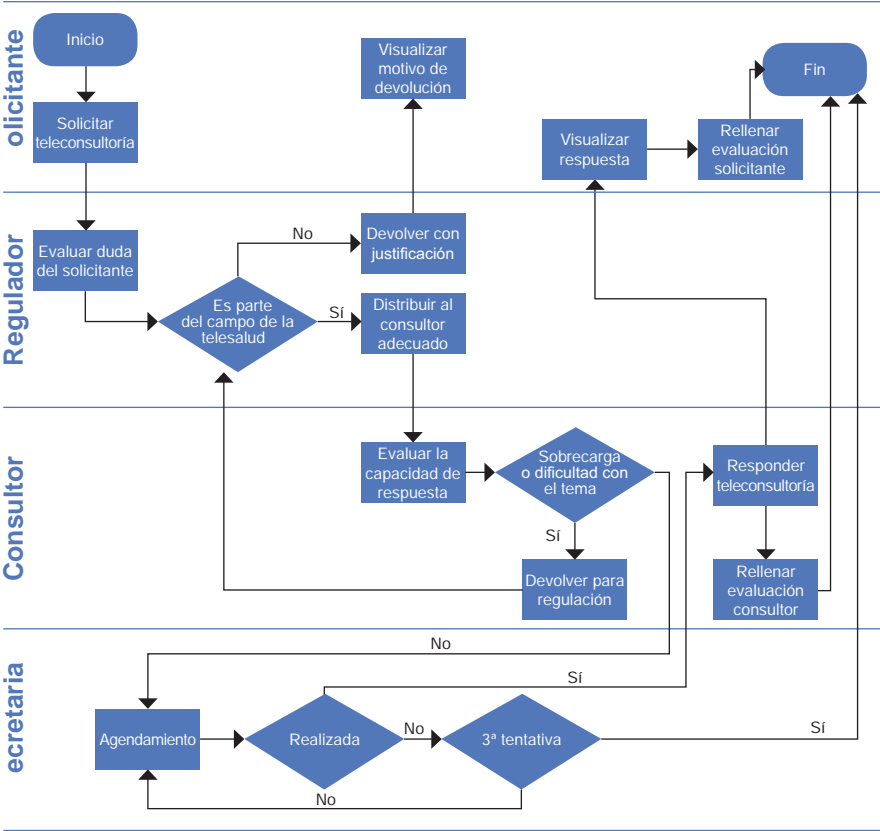 olicitante
Inicio
Solicitar
teleconsultoría
Visualizar
motivo de
devolución
Visualizar
respuesta
Rellenar
evaluación
solicitante
Fin
Regulador
Evaluar duda
del solicitante
Es parte
del campo de la
telesalud
No
Sí
Devolver con
justificación
Distribuir al
consultor
adecuado
Consultor
Evaluar la
capacidad de
respuesta
Sobrecarga
o dificultad con
el tema
Sí
Devolver para
regulación
Responder
teleconsultoría
Rellenar
evaluación
consultor
ecretaria
No
Sí
Agendamiento
Realizada
No
3ª tentativa
Sí
No